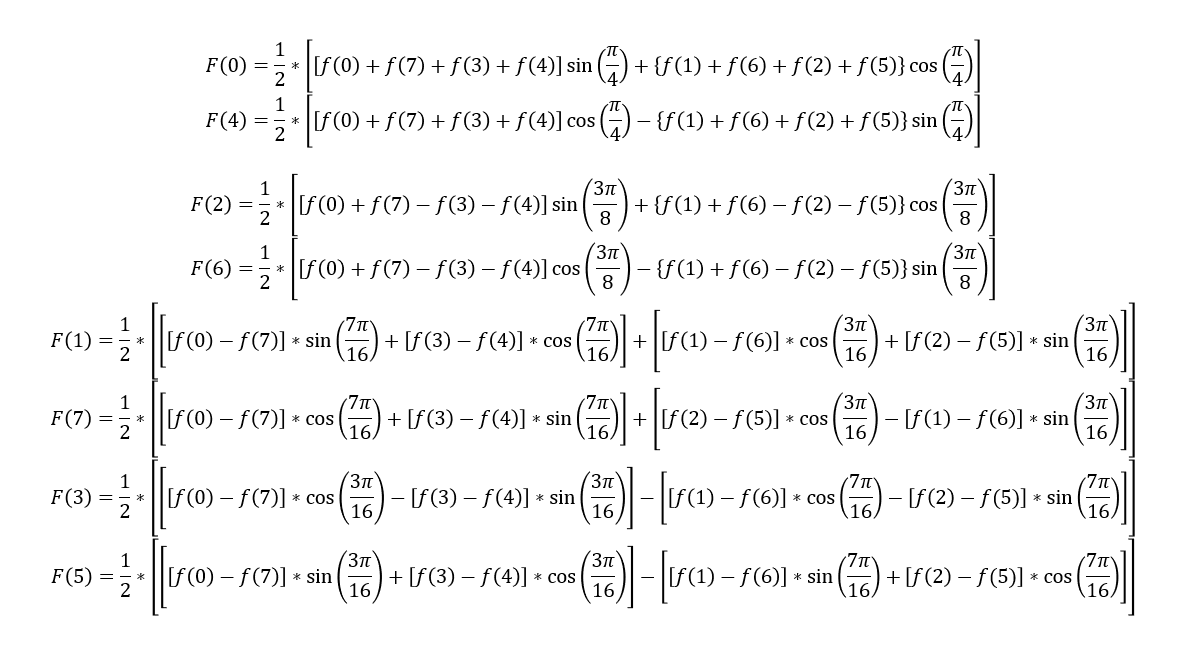 F(0) = 1/2 * [[f(0) + f(7) + f(3) + f(4)] sin(π/4) + {f(1) + f(6) + f(2) + f(5)} cos(π/4)]
F(4) = 1/2 * [[f(0) + f(7) + f(3) + f(4)] cos(π/4) − {f(1) + f(6) + f(2) + f(5)} sin(π/4)]
F(2) = 1/2 * [[f(0) + f(7) − f(3) − f(4)] sin(3π/8) + {f(1) + f(6) − f(2) − f(5)} cos(3π/8)]
F(6) = 1/2 * [[f(0) + f(7) − f(3) − f(4)] cos(3π/8) − {f(1) + f(6) − f(2) − f(5)} sin(3π/8)]
F(1) = 1/2 * [[[f(0) − f(7)] * sin(7π/16) + [f(3) − f(4)] * cos(7π/16)] + [[f(1) − f(6)] * cos(3π/16) + [f(2) − f(5)] * sin(3π/16)]]
F(7) = 1/2 * [[[f(0) − f(7)] * cos(7π/16) + [f(3) − f(4)] * sin(7π/16)] + [[f(2) − f(5)] * cos(3π/16) − [f(1) − f(6)] * sin(3π/16)]]
F(3) = 1/2 * [[[f(0) − f(7)] * cos(3π/16) − [f(3) − f(4)] * sin(3π/16)] − [[f(1) − f(6)] * cos(7π/16) − [f(2) − f(5)] * sin(7π/16)]]
F(5) = 1/2 * [[[f(0) − f(7)] * sin(3π/16) + [f(3) − f(4)] * cos(3π/16)] − [[f(1) − f(6)] * sin(7π/16) + [f(2) − f(5)] * cos(7π/16)]]